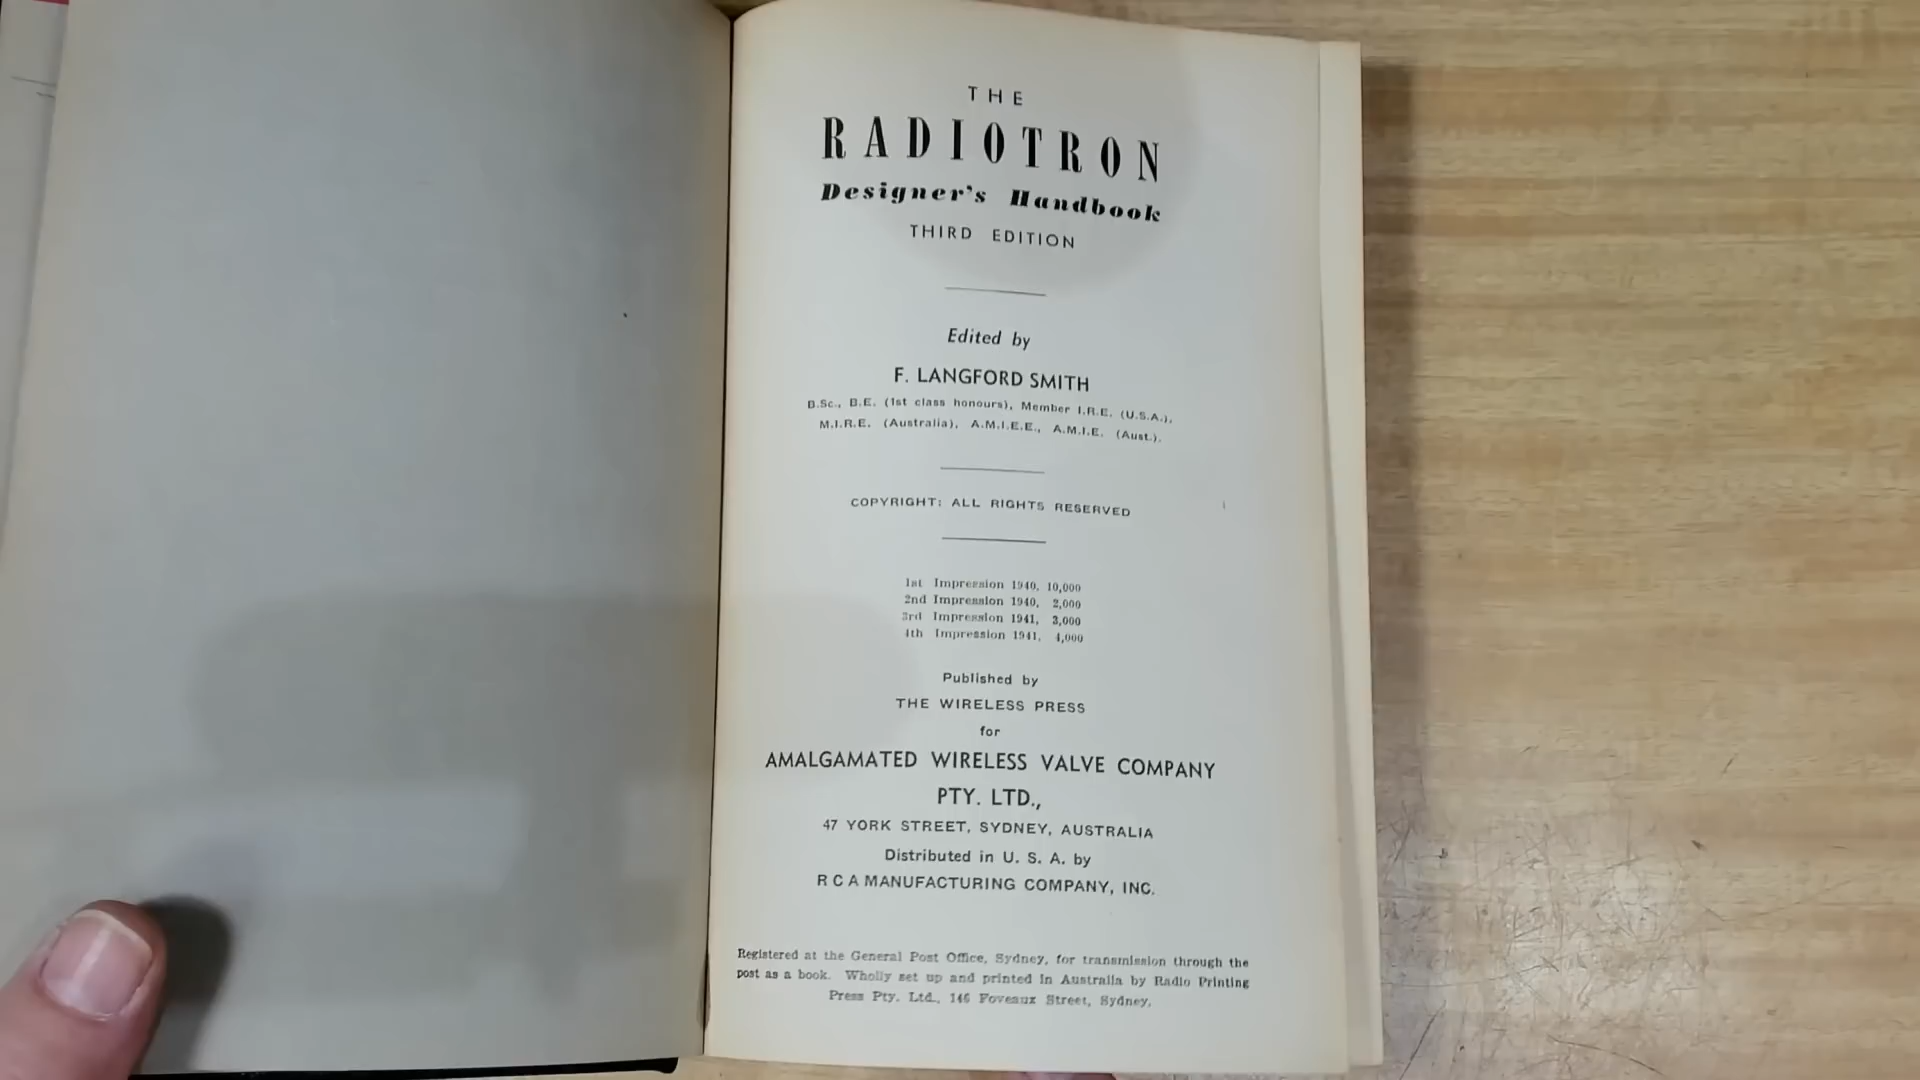 THE
RADIOTRON
Designer's Handbook
THIRD EDITION
Edited by
F. LANGFORD SMITH
B.Sc., B.E. (1st class honours), Member I.R.E. (U.S.A.),
M.I.R.E. (Australia), A.M.I.E.E., A.M.I.E. (Aust.).
COPYRIGHT: ALL RIGHTS RESERVED
1st Impression 1940, 10,000
2nd Impression 1940, 2,000
3rd Impression 1941, 3,000
4th Impression 1941, 4,000
Published by
THE WIRELESS PRESS
for
AMALGAMATED WIRELESS VALVE COMPANY
PTY. LTD.,
47 YORK STREET, SYDNEY, AUSTRALIA
Distributed in U. S. A. by
R C A MANUFACTURING COMPANY, INC.
Registered at the General Post Office, Sydney, for transmission through the
post as a book. Wholly set up and printed in Australia by Radio Printing
Press Pty. Ltd., 146 Foveaux Street, Sydney.